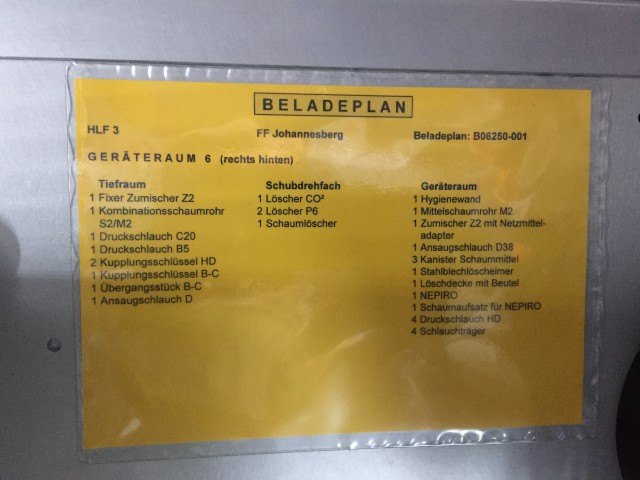 BELADEPLAN
HLF 3 FF Johannesberg Beladeplan: B06250-001
GERÄTERAUM 6 (rechts hinten)
Tiefraum
1 Fixer Zumischer Z2
1 Kombinationsschaumrohr
S2/M2
1 Druckschlauch C20
1 Druckschlauch B5
2 Kupplungsschlüssel HD
1 Kupplungsschlüssel B-C
1 Übergangsstück B-C
1 Ansaugschlauch D
Schubdrehfach
1 Löscher CO²
2 Löscher P6
1 Schaumlöscher
Geräteraum
1 Hygienewand
1 Mittelschaumrohr M2
1 Zumischer Z2 mit Netzmittel-
adapter
1 Ansaugschlauch D38
3 Kanister Schaummittel
1 Stahlblechlöscheimer
1 Löschdecke mit Beutel
1 NEPIRO
1 Schaumaufsatz für NEPIRO
4 Druckschlauch HD
4 Schlauchträger